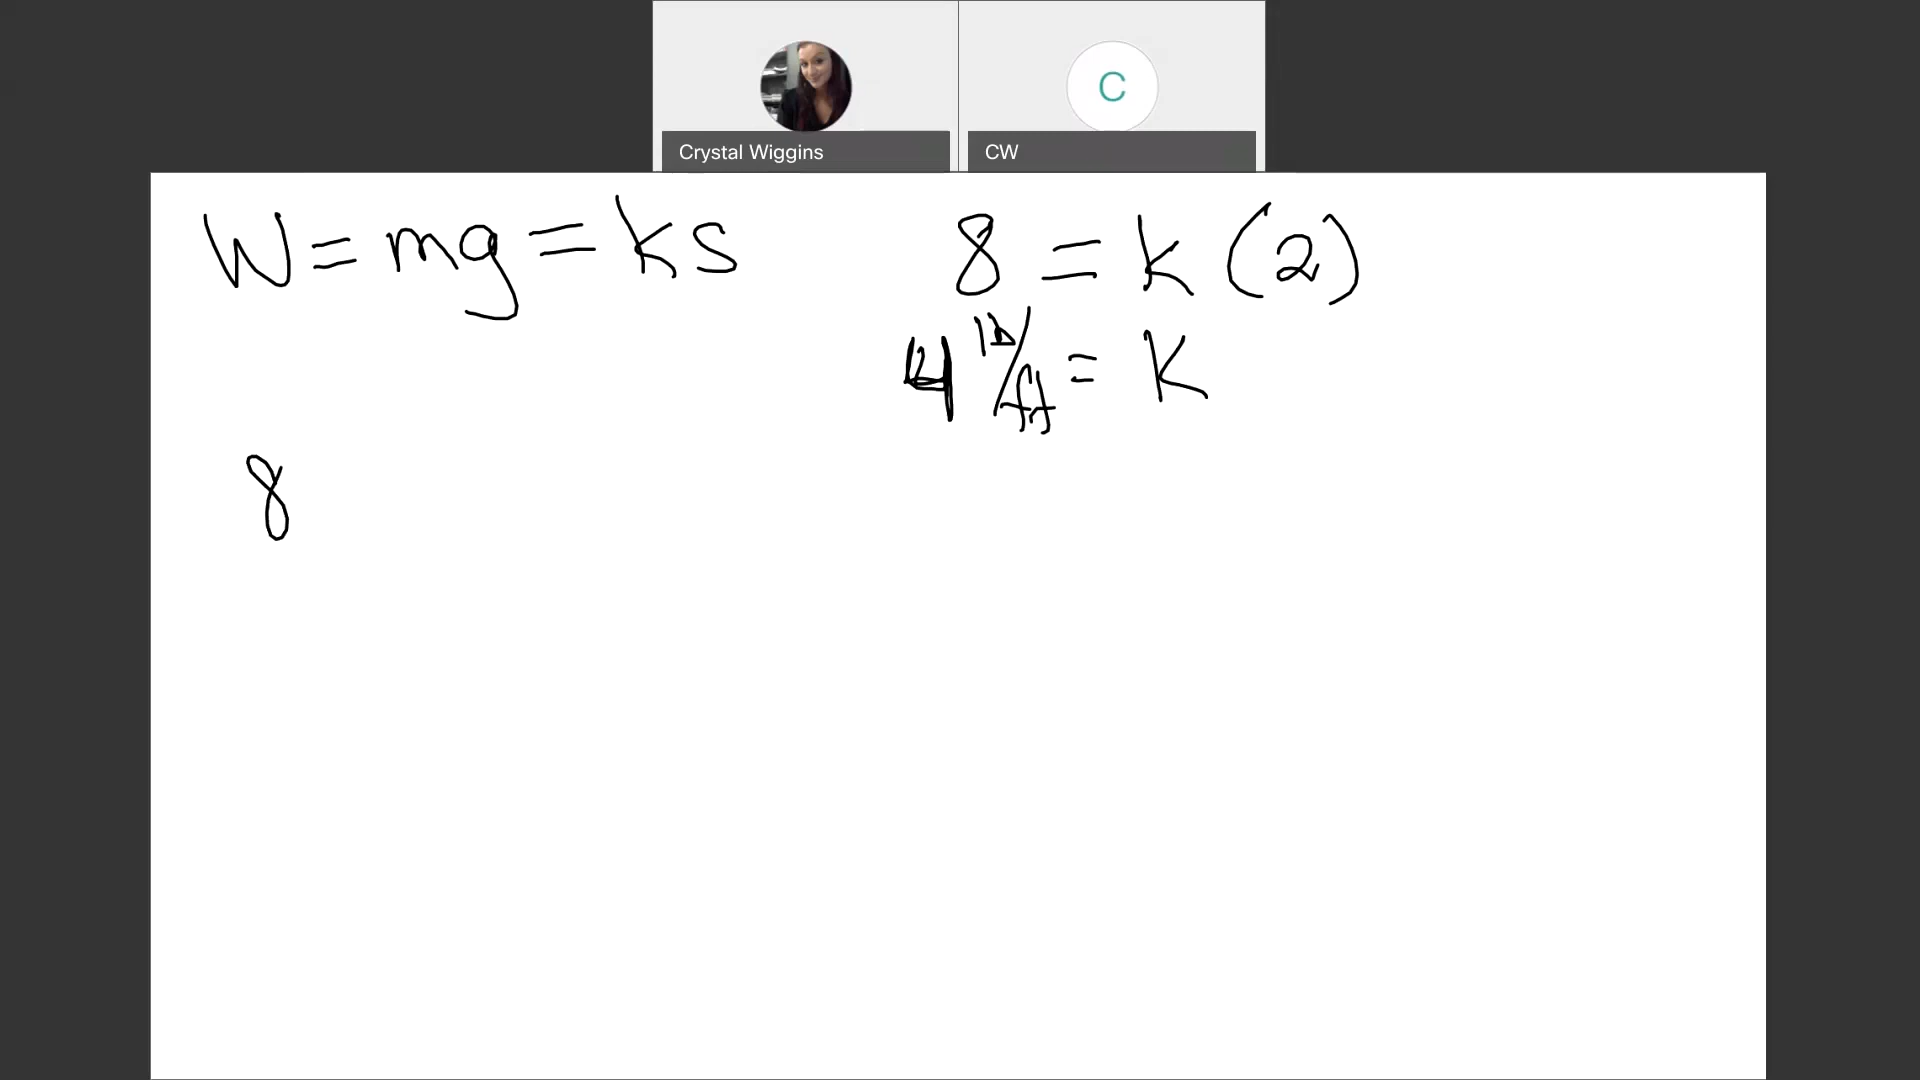 C
Crystal Wiggins
CW
W = mg = ks
8 = k (2)
4 lb/ft = k
8